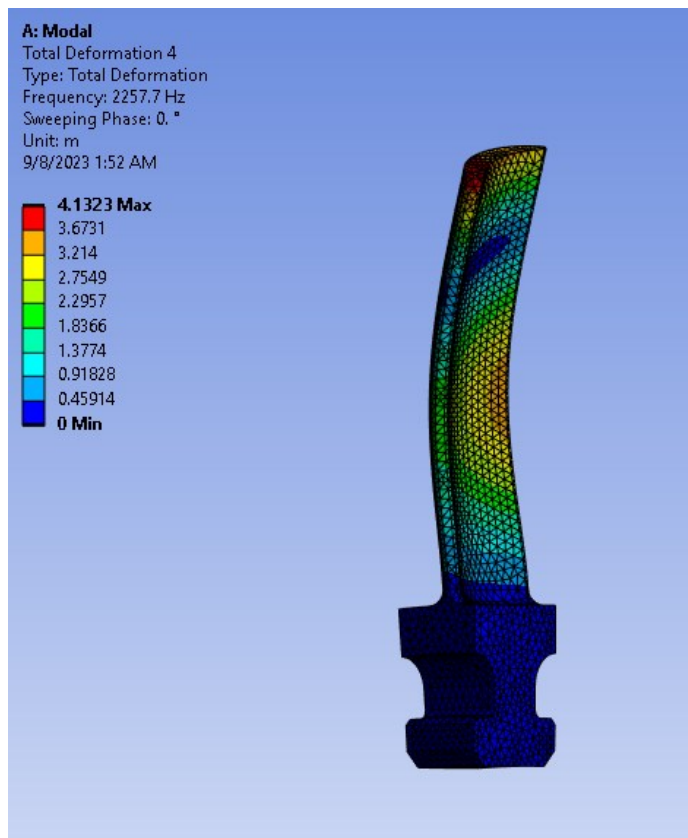 A: Modal
Total Deformation 4
Type: Total Deformation
Frequency: 2257.7 Hz
Sweeping Phase: 0. °
Unit: m
9/8/2023 1:52 AM
4.1323 Max
3.6731
3.214
2.7549
2.2957
1.8366
1.3774
0.91828
0.45914
0 Min